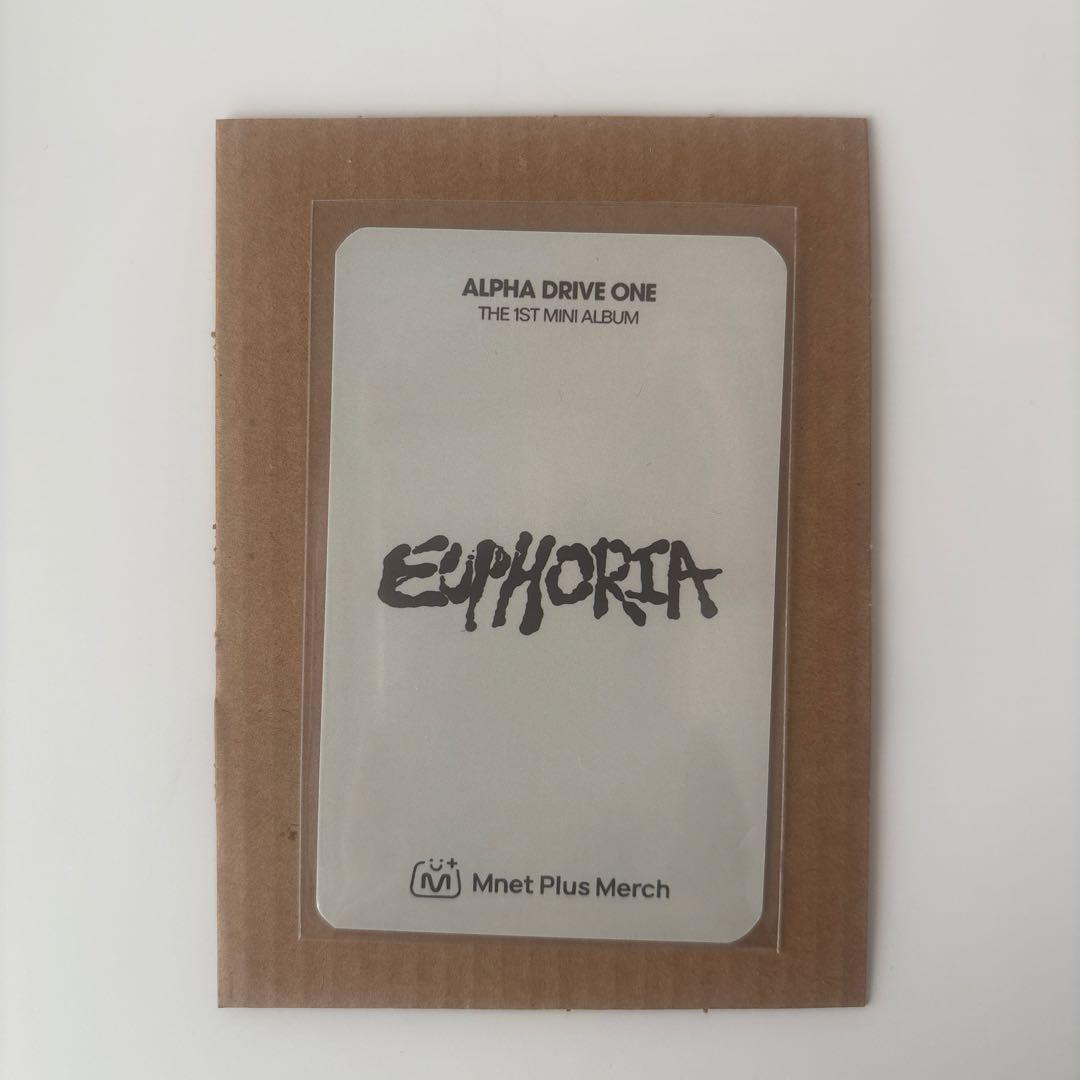 ALPHA DRIVE ONE
THE 1ST MINI ALBUM
EUPHORIA
Mnet Plus Merch